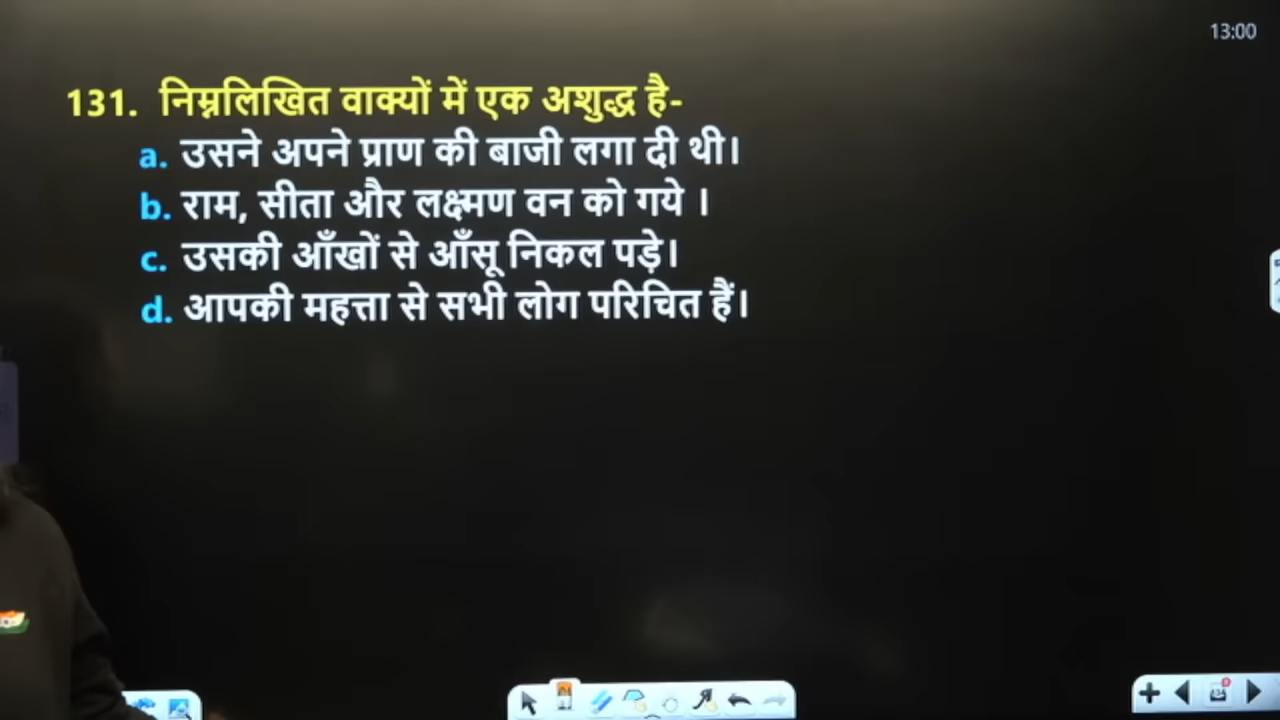 13:00
131. निम्नलिखित वाक्यों में एक अशुद्ध है-
a. उसने अपने प्राण की बाजी लगा दी थी।
b. राम, सीता और लक्ष्मण वन को गये ।
c. उसकी आँखों से आँसू निकल पड़े।
d. आपकी महत्ता से सभी लोग परिचित हैं।